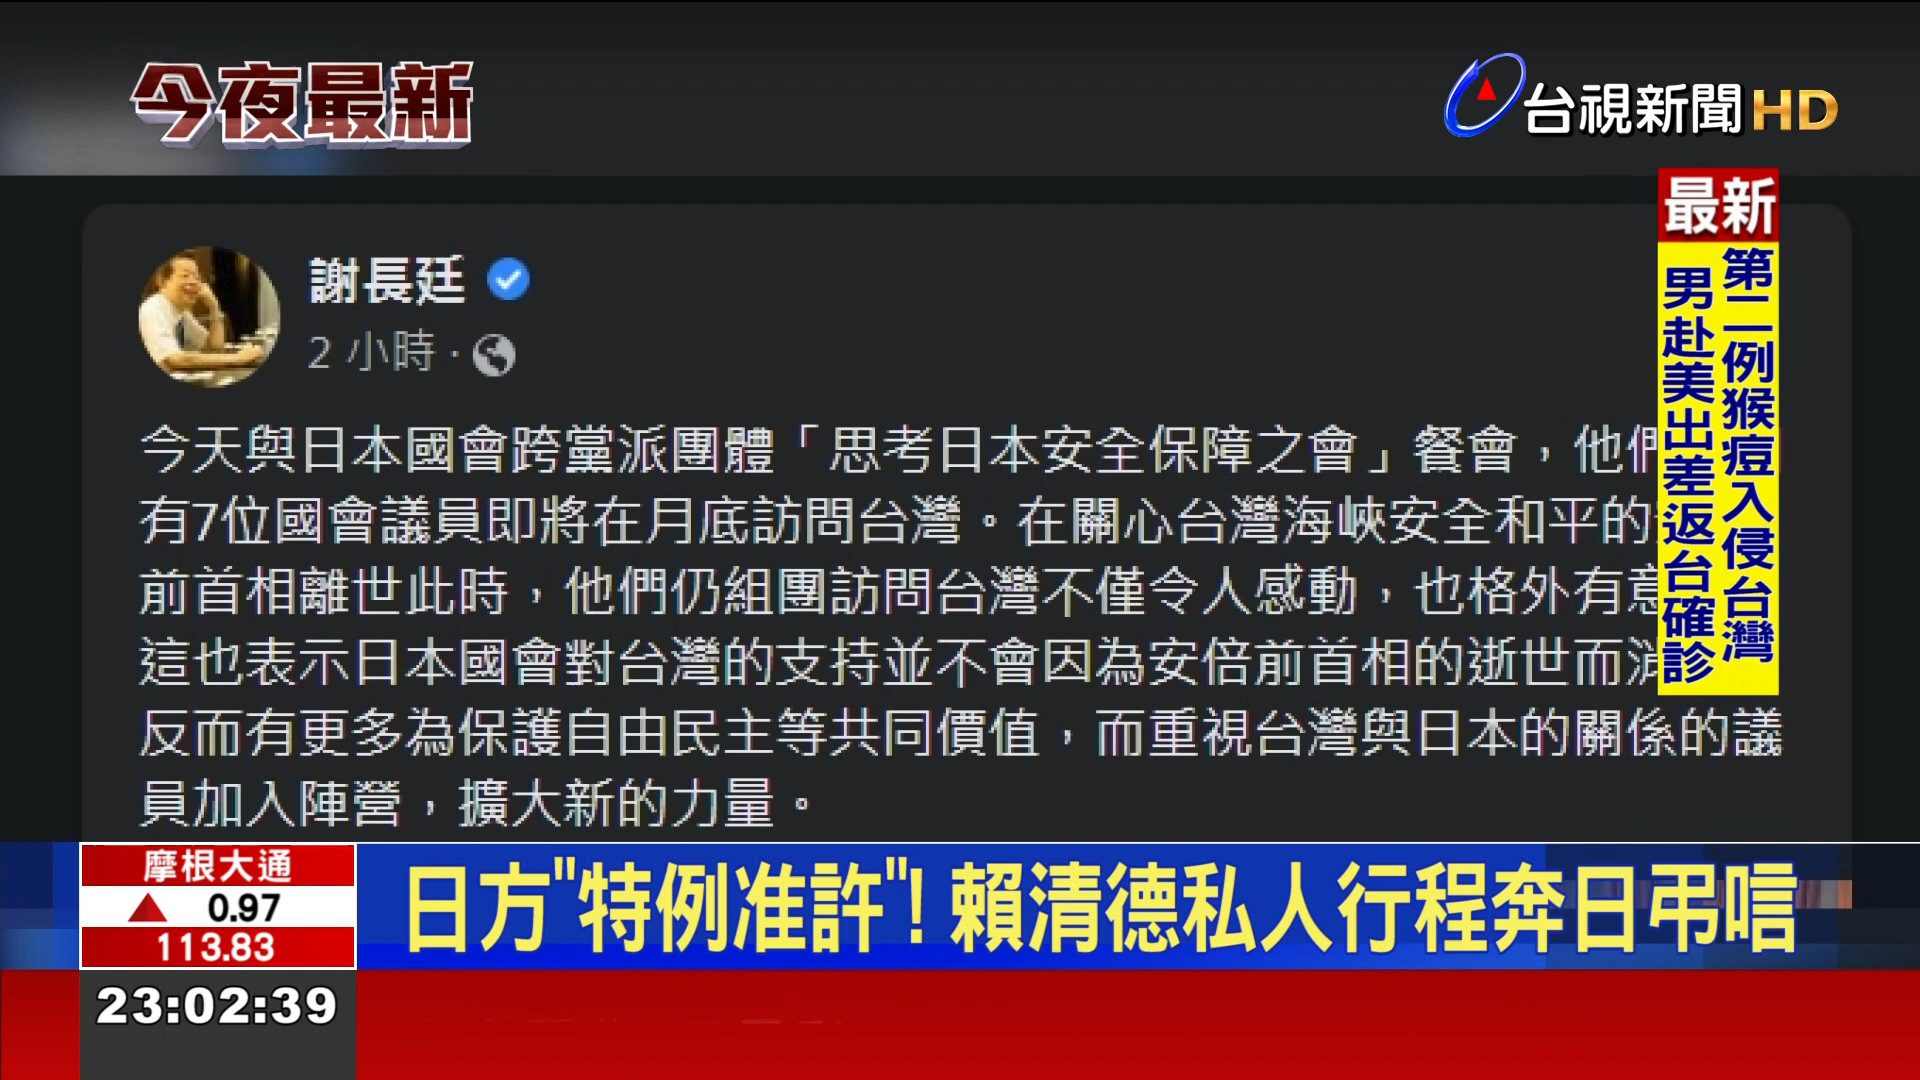 今夜最新
台視新聞HD
最新
第二例猴痘入侵台灣
男赴美出差返台確診
謝長廷
2 小時·
今天與日本國會跨黨派團體「思考日本安全保障之會」餐會，他們
有7位國會議員即將在月底訪問台灣。在關心台灣海峽安全和平的
前首相離世此時，他們仍組團訪問台灣不僅令人感動，也格外有意
這也表示日本國會對台灣的支持並不會因為安倍前首相的逝世而消
反而有更多為保護自由民主等共同價值，而重視台灣與日本的關係的議
員加入陣營，擴大新的力量。
摩根大通
▲ 0.97
113.83
日方"特例准許"！賴清德私人行程奔日弔唁
23:02:39